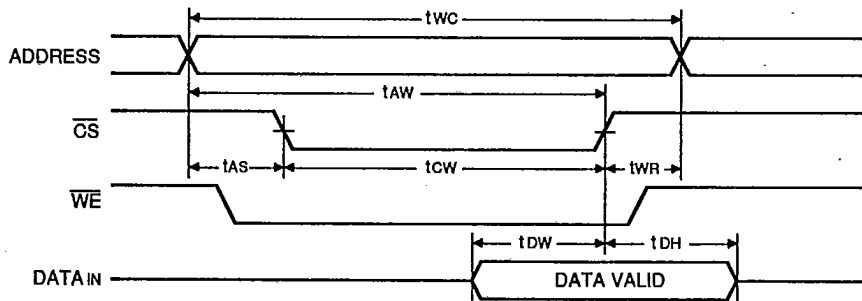 tWC
ADDRESS
tAW
CS
tAS
tCW
tWR
WE
tDW
tDH
DATA IN
DATA VALID